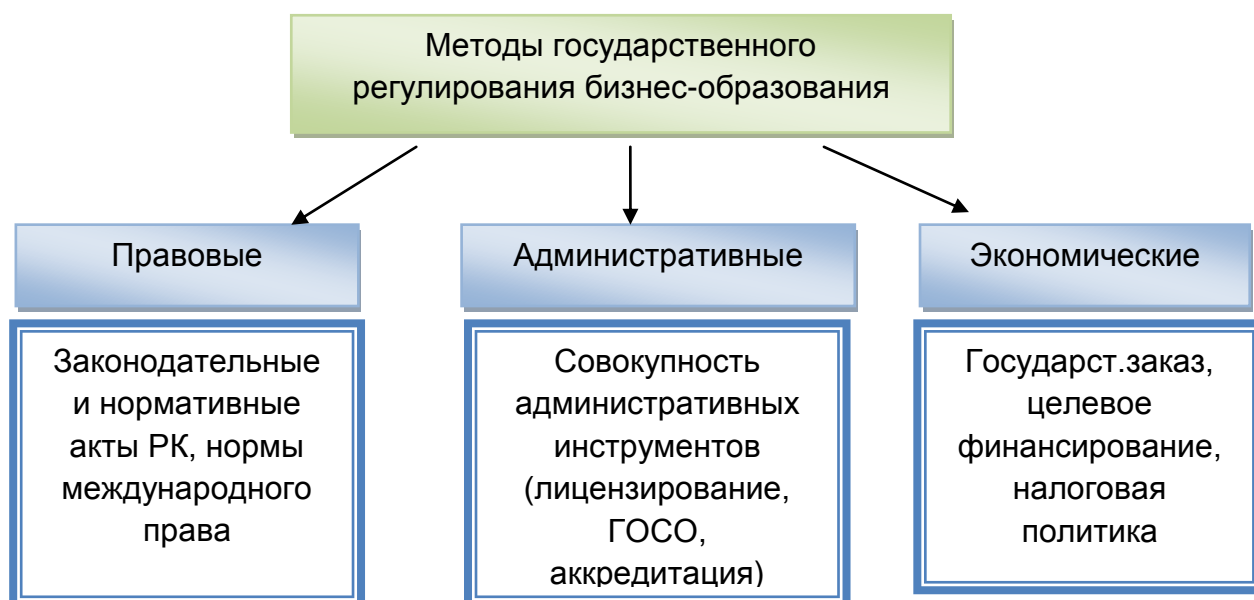 Методы государственного
регулирования бизнес-образования
Правовые
Административные
Экономические
Законодательные
и нормативные
акты РК, нормы
международного
права
Совокупность
административных
инструментов
(лицензирование,
ГОСО,
аккредитация)
Государст.заказ,
целевое
финансирование,
налоговая
политика